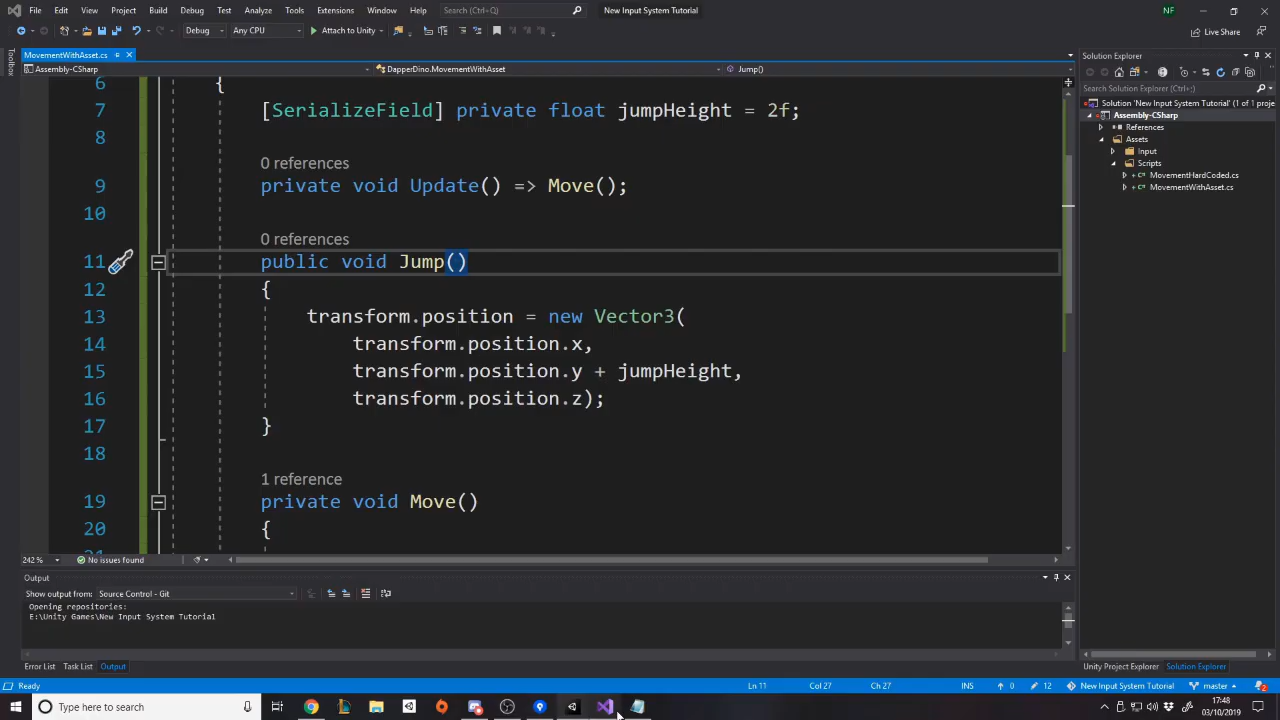 File Edit View Project Build Debug Test Analyze Tools Extensions Window Help Search (Ctrl+Q) New Input System Tutorial NF
Debug Any CPU Attach to Unity Live Share
MovementWithAsset.cs
Assembly-CSharp DapperDino.MovementWithAsset Jump()
6 {
7 [SerializeField] private float jumpHeight = 2f;
8
0 references
9 private void Update() => Move();
10
0 references
11 public void Jump()
12 {
13 transform.position = new Vector3(
14 transform.position.x,
15 transform.position.y + jumpHeight,
16 transform.position.z);
17 }
18
1 reference
19 private void Move()
20 {
21
242 % No issues found
Output
Show output from: Source Control - Git
Opening repositories:
E:\Unity Games\New Input System Tutorial
Error List Task List Output
Toolbox
Solution Explorer
Search Solution Explorer (Ctrl+;)
Solution 'New Input System Tutorial' (1 of 1 proje
Assembly-CSharp
References
Assets
Input
Scripts
MovementHardCoded.cs
MovementWithAsset.cs
Unity Project Explorer Solution Explorer
Ready Ln 11 Col 27 Ch 27 INS 0 12 New Input System Tutorial master 2
Type here to search
17:48
03/10/2019